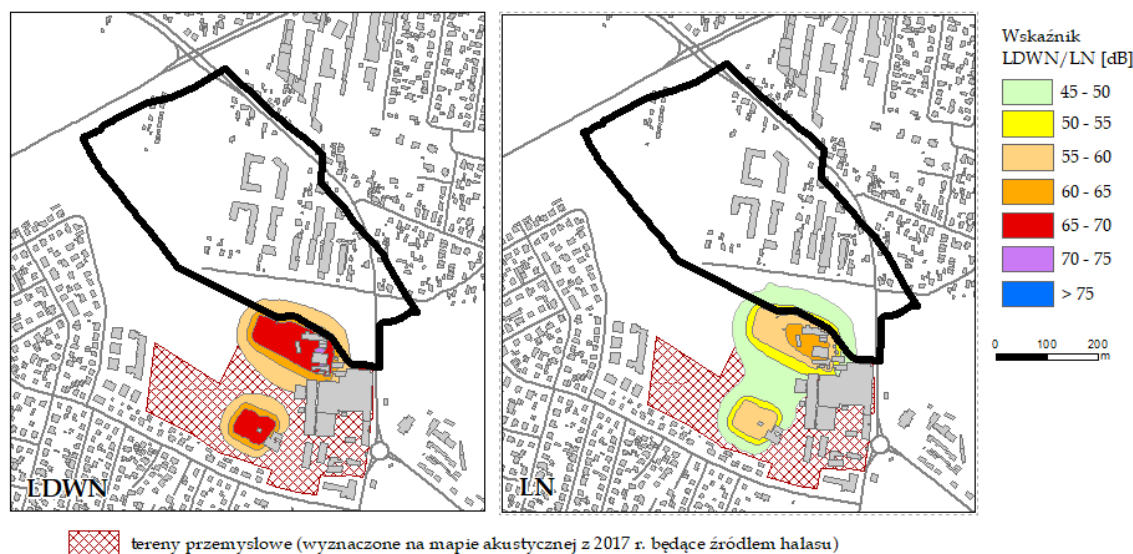 Wskaźnik
LDWN/LN [dB]
45 - 50
50 - 55
55 - 60
60 - 65
65 - 70
70 - 75
> 75
0 100 200
m
LDWN
LN
tereny przemysłowe (wyznaczone na mapie akustycznej z 2017 r. będące źródłem hałasu)